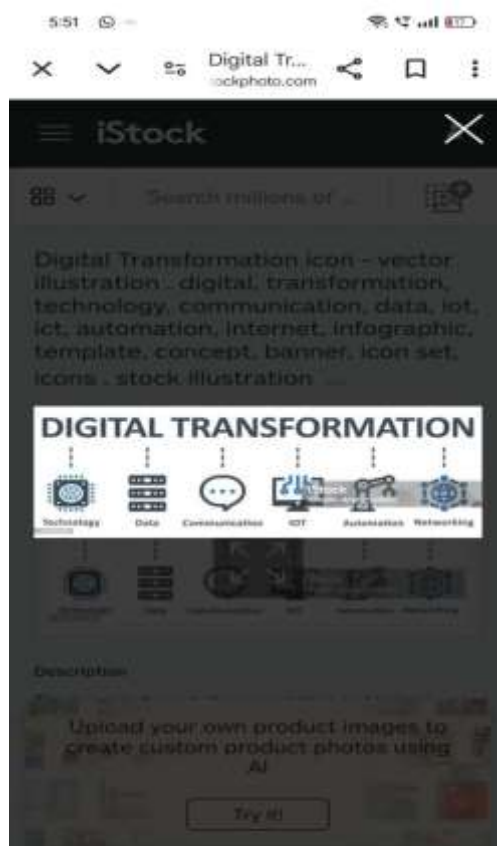 5:51
Digital Tr...
ockphoto.com
iStock
Search millions of ...
Digital Transformation icon - vector
illustration . digital, transformation,
technology, communication, data, iot,
ict, automation, internet, infographic,
template, concept, banner, icon set,
icons . stock illustration ...
DIGITAL TRANSFORMATION
Technology Data Communication IOT Automation Networking
iStock
Description
Upload your own product images to
create custom product photos using
AI
Try it!